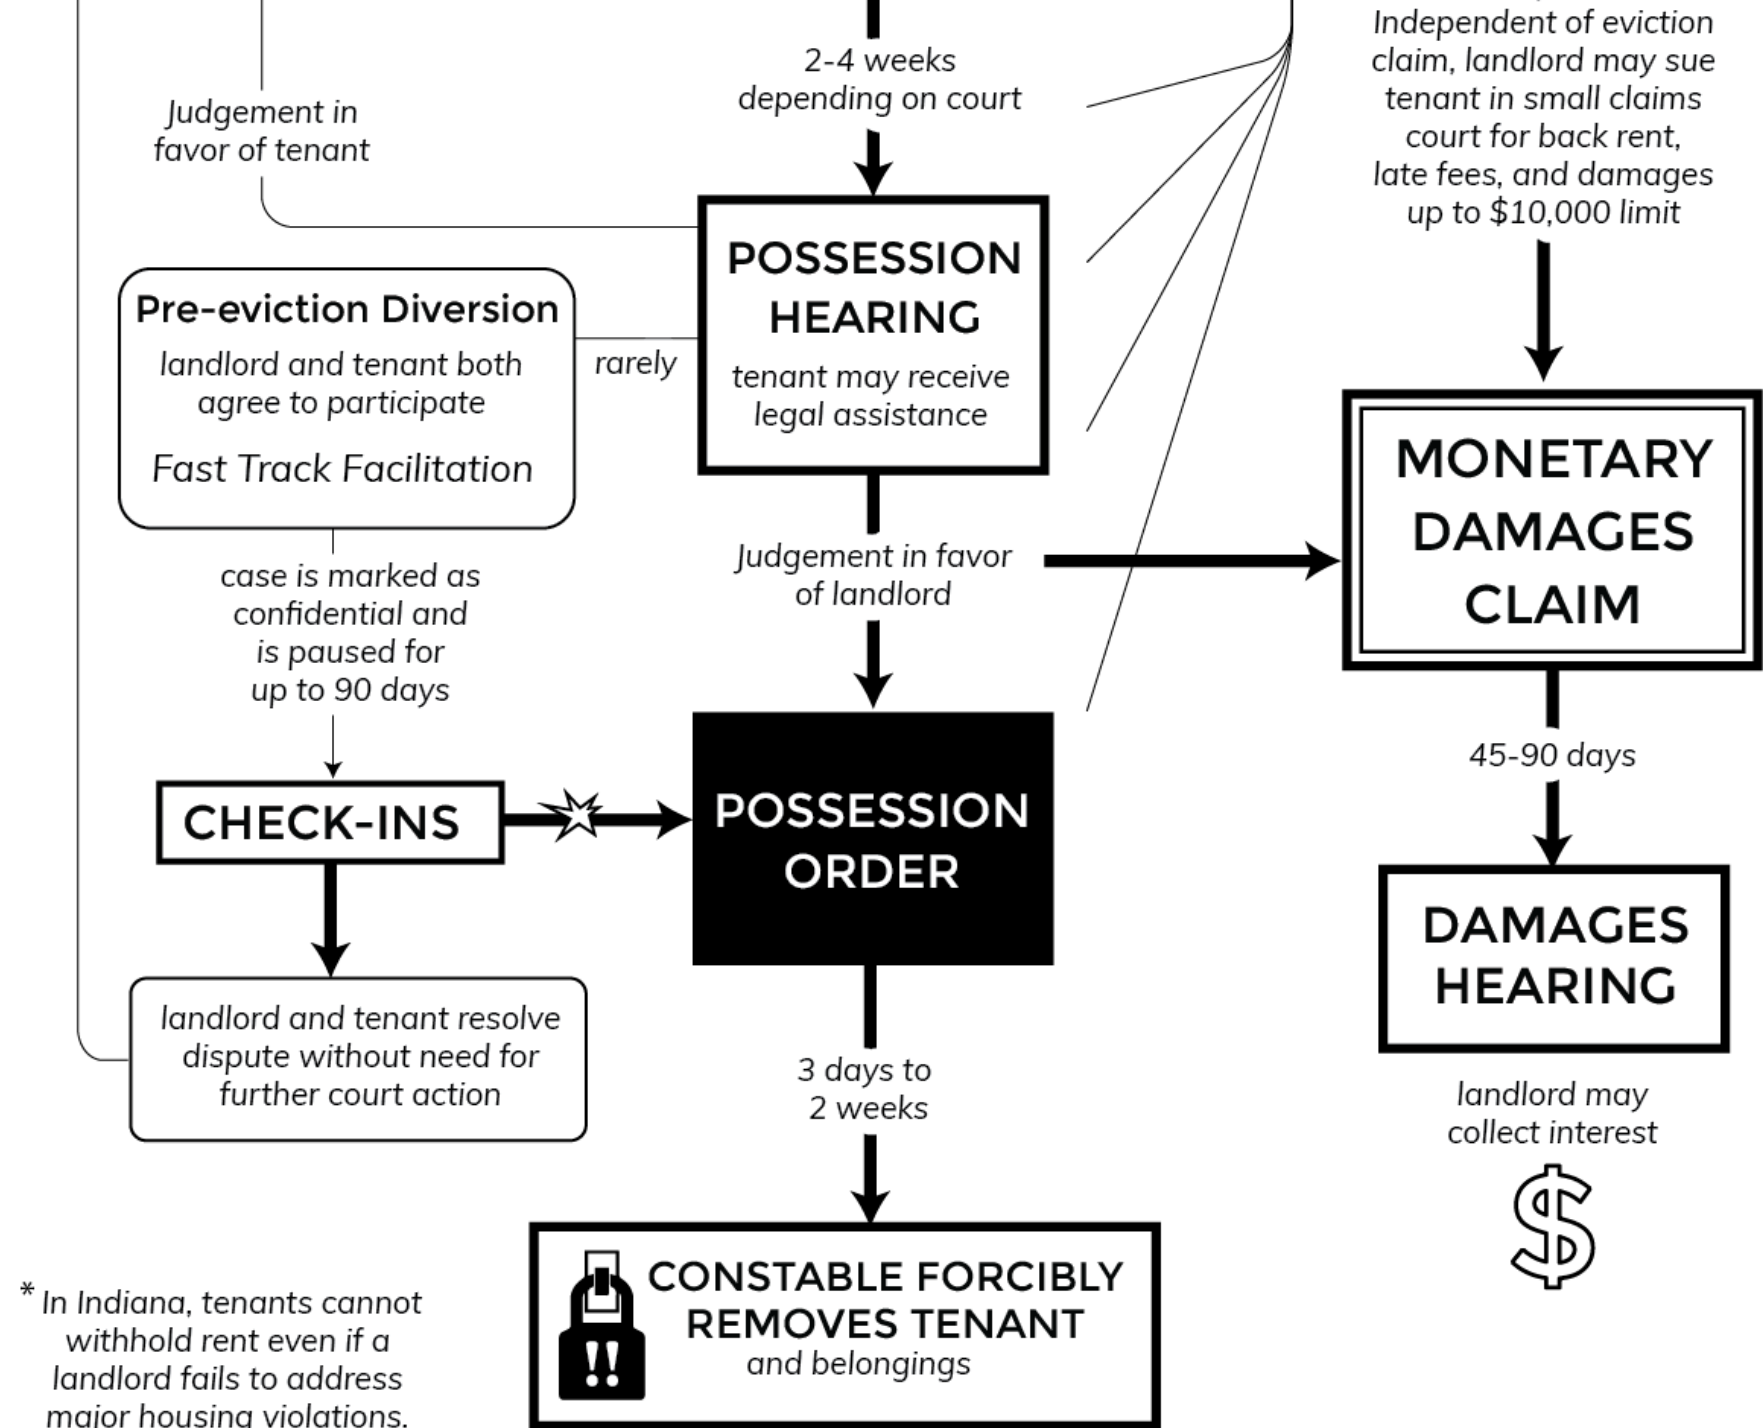 2-4 weeks
depending on court
Independent of eviction
claim, landlord may sue
tenant in small claims
court for back rent,
late fees, and damages
up to $10,000 limit
Judgement in
favor of tenant
POSSESSION
HEARING
tenant may receive
legal assistance
Pre-eviction Diversion
landlord and tenant both
agree to participate
Fast Track Facilitation
rarely
Judgement in favor
of landlord
MONETARY
DAMAGES
CLAIM
case is marked as
confidential and
is paused for
up to 90 days
45-90 days
CHECK-INS
POSSESSION
ORDER
DAMAGES
HEARING
landlord and tenant resolve
dispute without need for
further court action
3 days to
2 weeks
landlord may
collect interest
$
CONSTABLE FORCIBLY
REMOVES TENANT
and belongings
!!
* In Indiana, tenants cannot
withhold rent even if a
landlord fails to address
major housing violations.